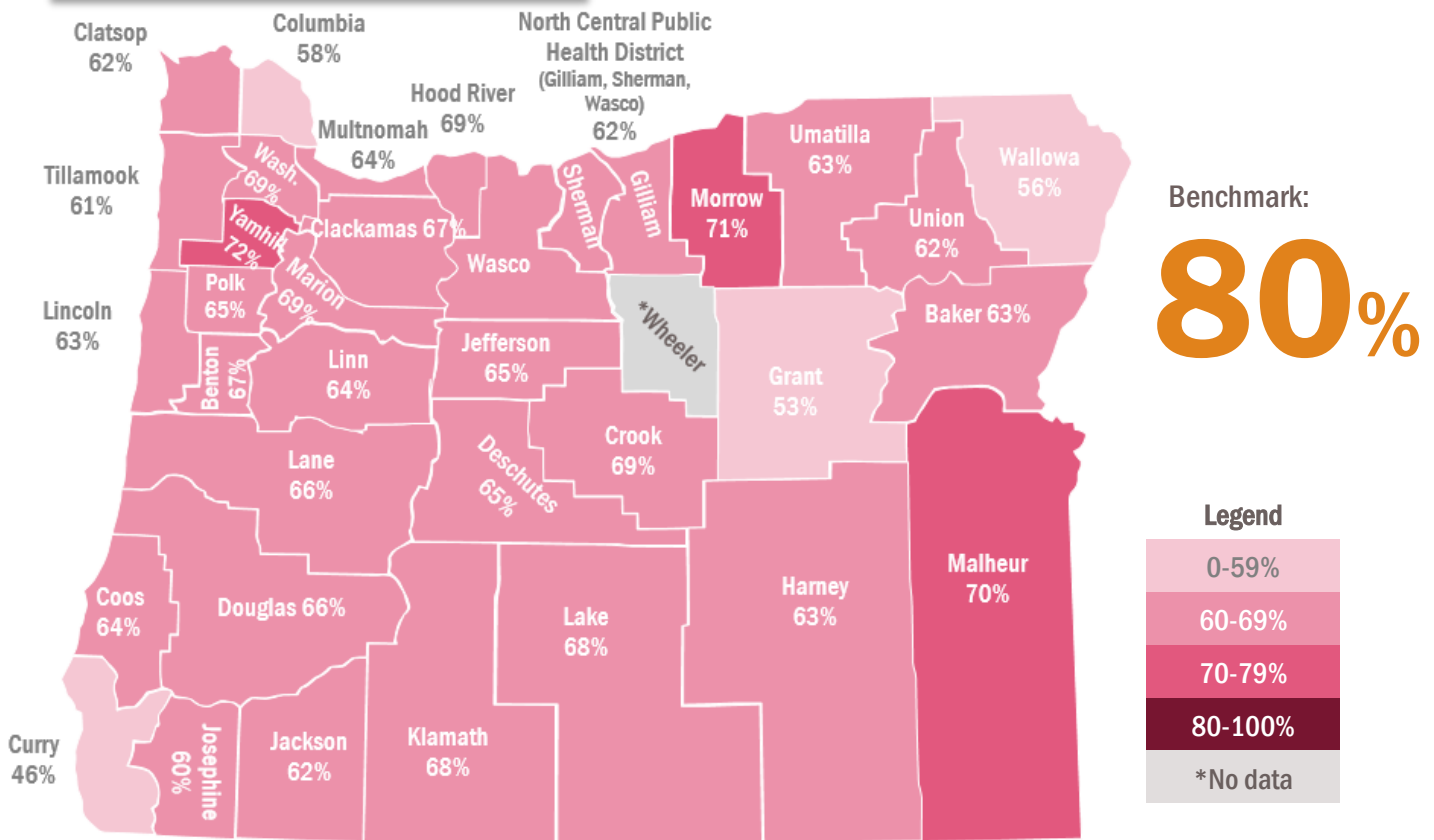 Clatsop
62%
Columbia
58%
North Central Public
Health District
(Gilliam, Sherman,
Wasco)
62%
Hood River
69%
Multnomah
64%
Tillamook
61%
Wash.
69%
Yamhill
72%
Clackamas 67%
Marion
69%
Polk
65%
Lincoln
63%
Wasco
Sherman
Gilliam
Morrow
71%
Umatilla
63%
Union
62%
Wallowa
56%
Baker 63%
*Wheeler
Jefferson
65%
Benton
67%
Linn
64%
Grant
53%
Crook
69%
Deschutes
65%
Lane
66%
Coos
64%
Douglas 66%
Lake
68%
Harney
63%
Malheur
70%
Curry
46%
Josephine
60%
Jackson
62%
Klamath
68%
Benchmark:
80%
Legend
0-59%
60-69%
70-79%
80-100%
*No data